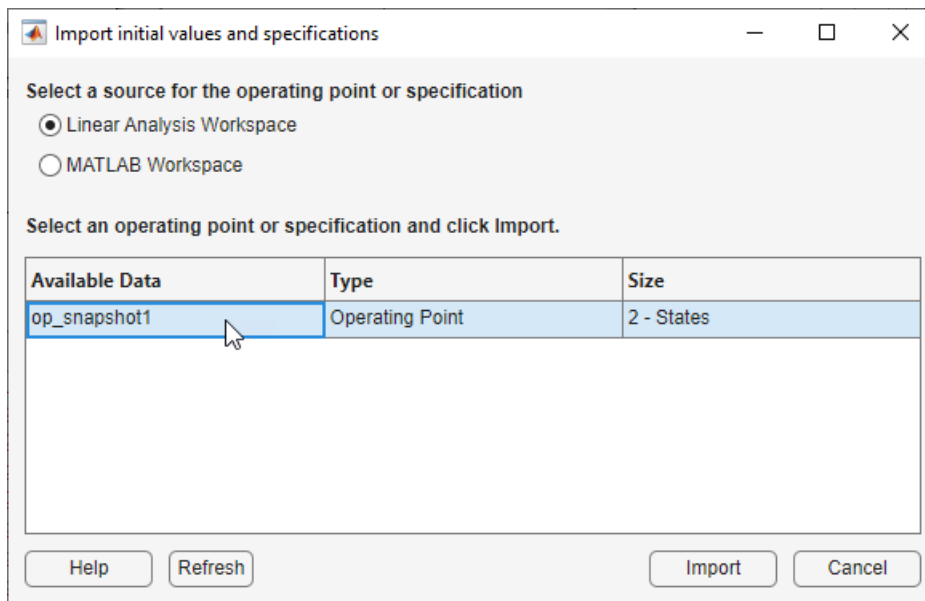 Import initial values and specifications
Select a source for the operating point or specification
Linear Analysis Workspace
MATLAB Workspace
Select an operating point or specification and click Import.
Available Data Type Size
op_snapshot1 Operating Point 2 - States
Help Refresh Import Cancel